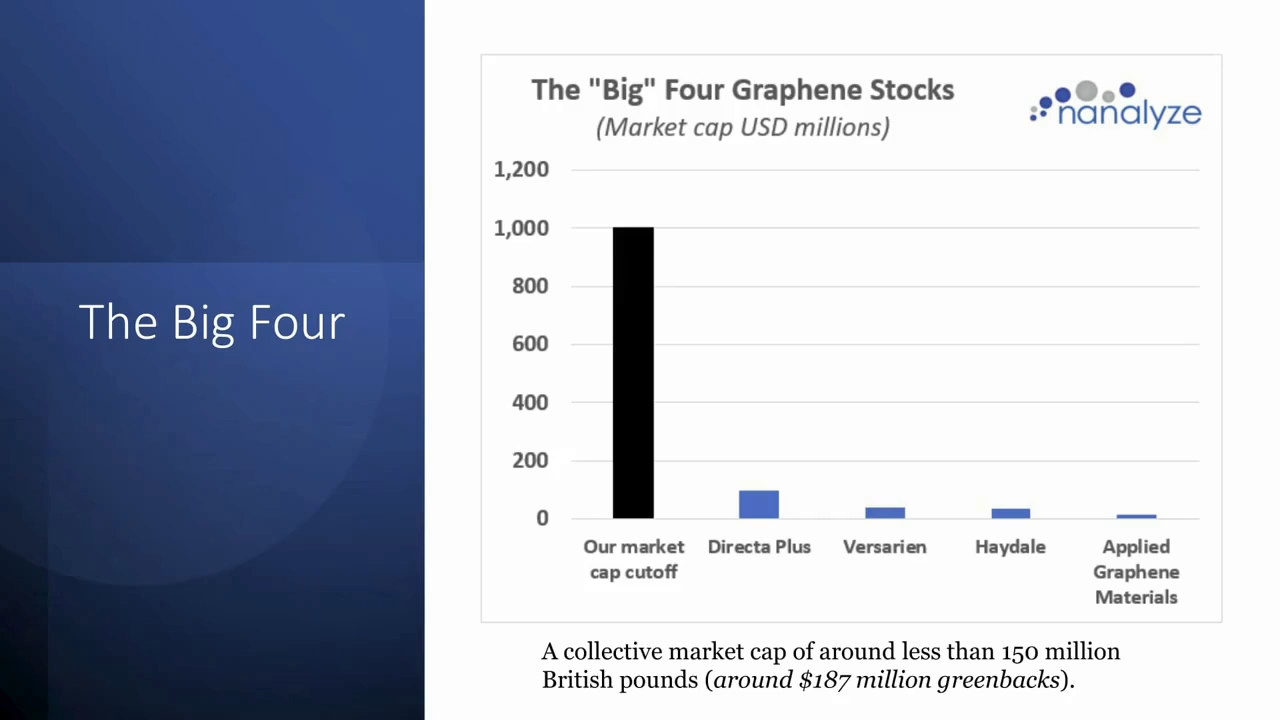 The Big Four
The "Big" Four Graphene Stocks
(Market cap USD millions)
nanalyze
1,200
1,000
800
600
400
200
0
Our market
cap cutoff
Directa Plus
Versarien
Haydale
Applied
Graphene
Materials
A collective market cap of around less than 150 million
British pounds (around $187 million greenbacks).